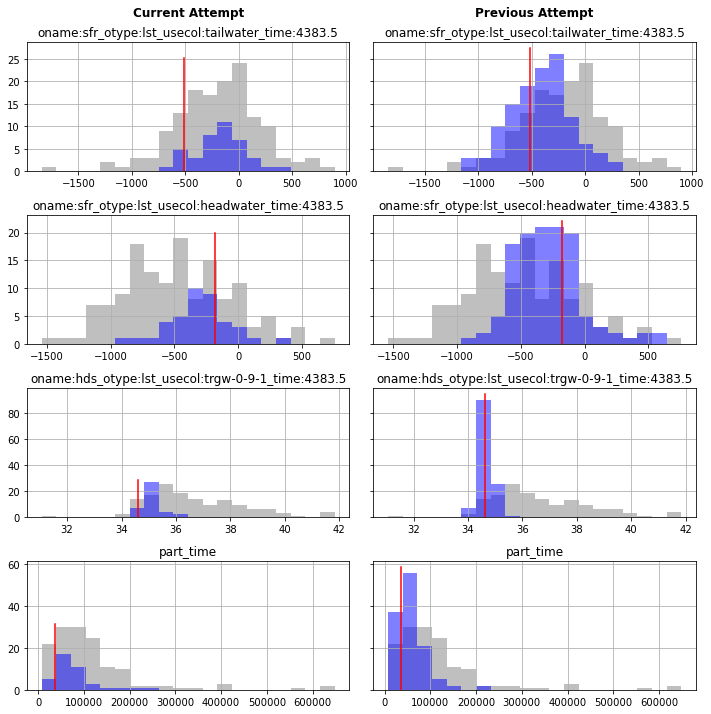 Current Attempt
Previous Attempt
oname:sfr_otype:lst_usecol:tailwater_time:4383.5
oname:sfr_otype:lst_usecol:tailwater_time:4383.5
25
20
15
10
5
0
−1500 −1000 −500 0 500 1000
−1500 −1000 −500 0 500 1000
oname:sfr_otype:lst_usecol:headwater_time:4383.5
oname:sfr_otype:lst_usecol:headwater_time:4383.5
20
15
10
5
0
−1500 −1000 −500 0 500
−1500 −1000 −500 0 500
oname:hds_otype:lst_usecol:trgw-0-9-1_time:4383.5
oname:hds_otype:lst_usecol:trgw-0-9-1_time:4383.5
80
60
40
20
0
32 34 36 38 40 42
32 34 36 38 40 42
part_time
part_time
60
40
20
0
0 100000 200000 300000 400000 500000 600000
0 100000 200000 300000 400000 500000 600000